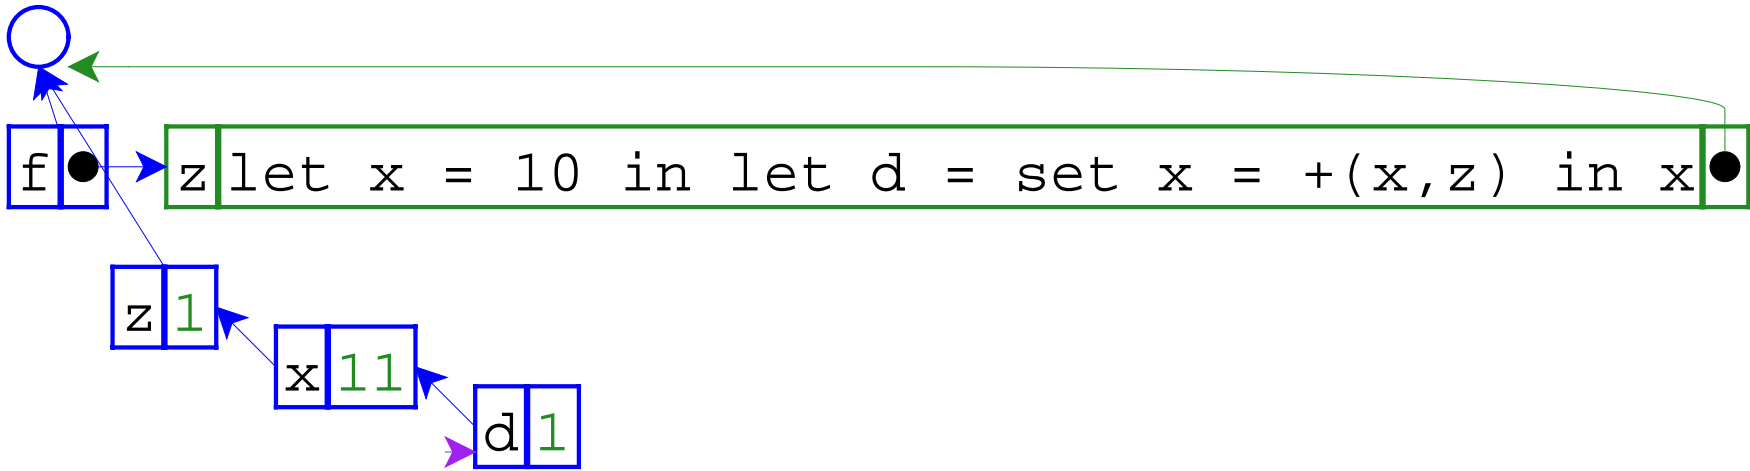 f z let x = 10 in let d = set x = +(x,z) in x
z 1
x 11
d 1